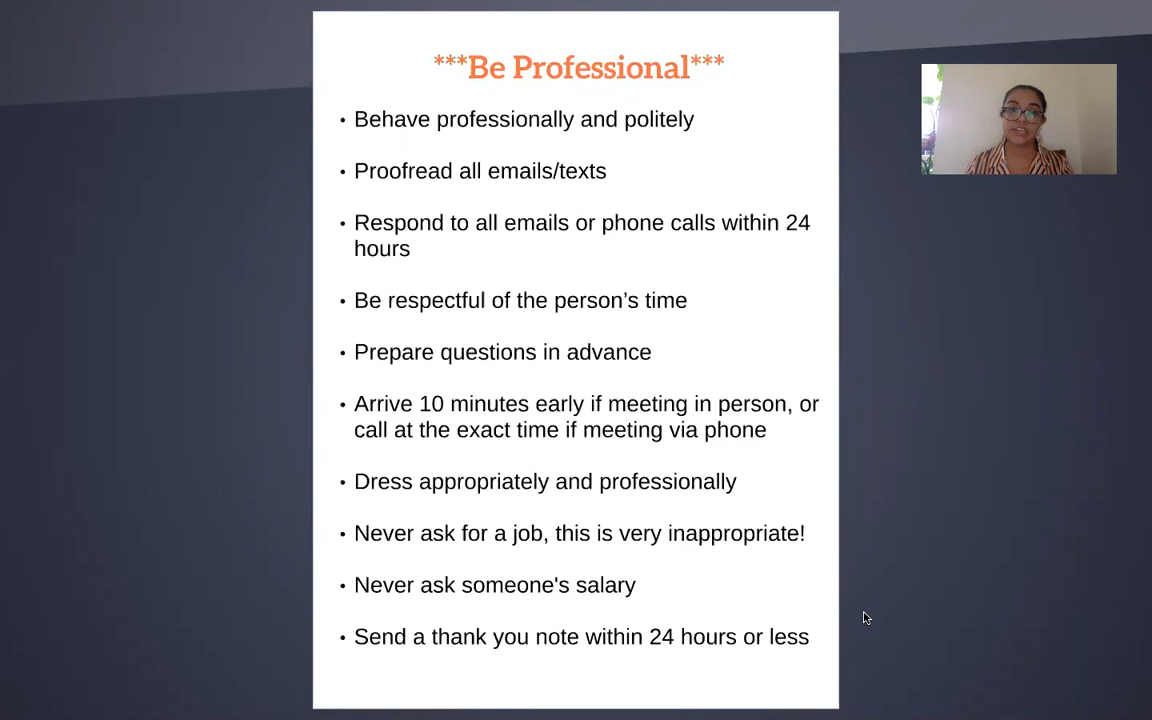 ***Be Professional***
• Behave professionally and politely
• Proofread all emails/texts
• Respond to all emails or phone calls within 24
hours
• Be respectful of the person’s time
• Prepare questions in advance
• Arrive 10 minutes early if meeting in person, or
call at the exact time if meeting via phone
• Dress appropriately and professionally
• Never ask for a job, this is very inappropriate!
• Never ask someone's salary
• Send a thank you note within 24 hours or less